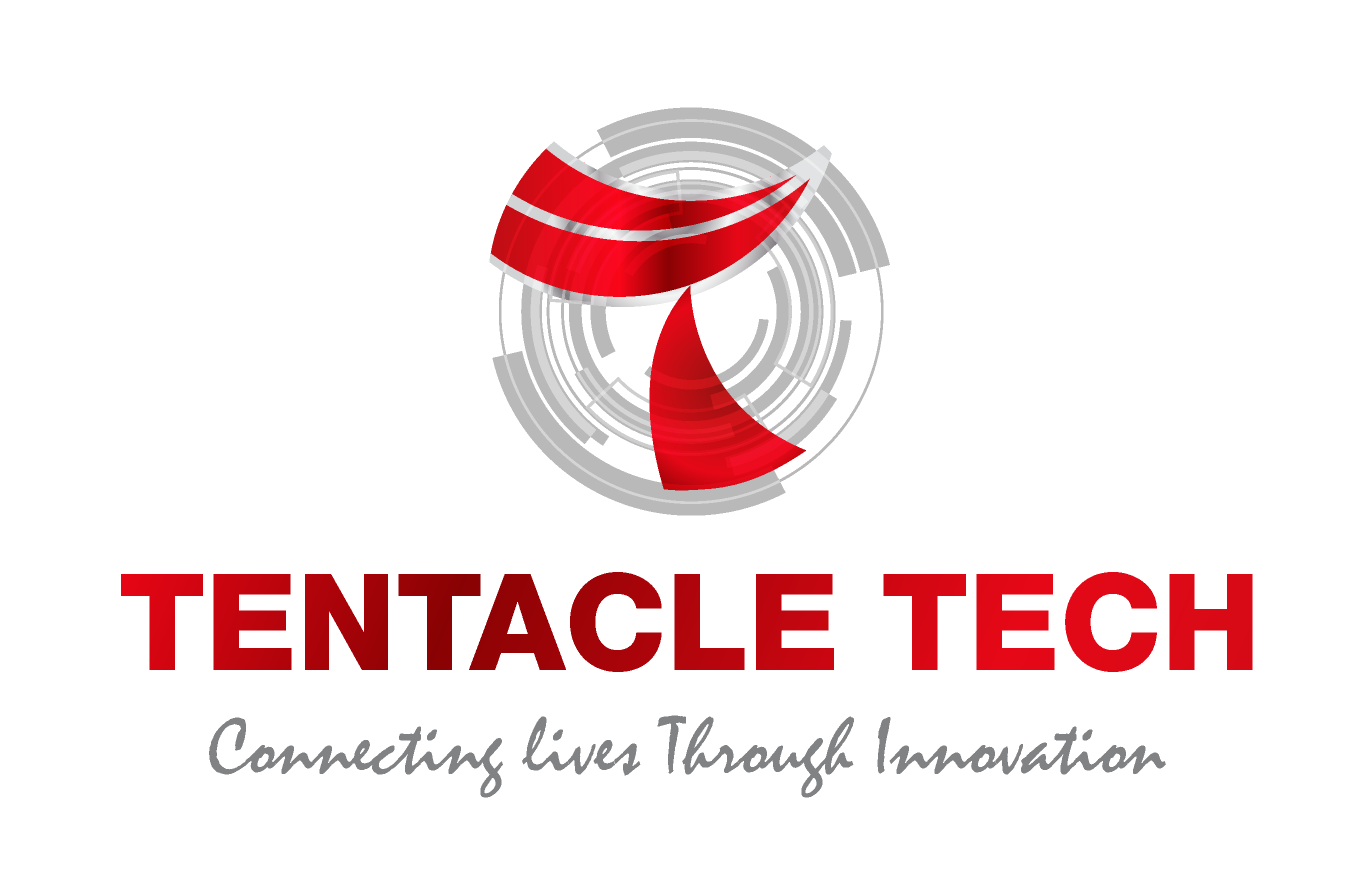 TENTACLE TECH
Connecting lives Through Innovation